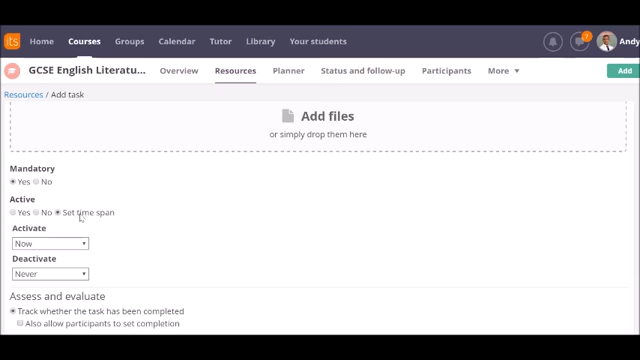 its
Home Courses Groups Calendar Tutor Library Your students
7
Andy
GCSE English Literatu... Overview Resources Planner Status and follow-up Participants More Add
Resources / Add task
Add files
or simply drop them here
Mandatory
Yes No
Active
Yes No Set time span
Activate
Now
Deactivate
Never
Assess and evaluate
Track whether the task has been completed
Also allow participants to set completion